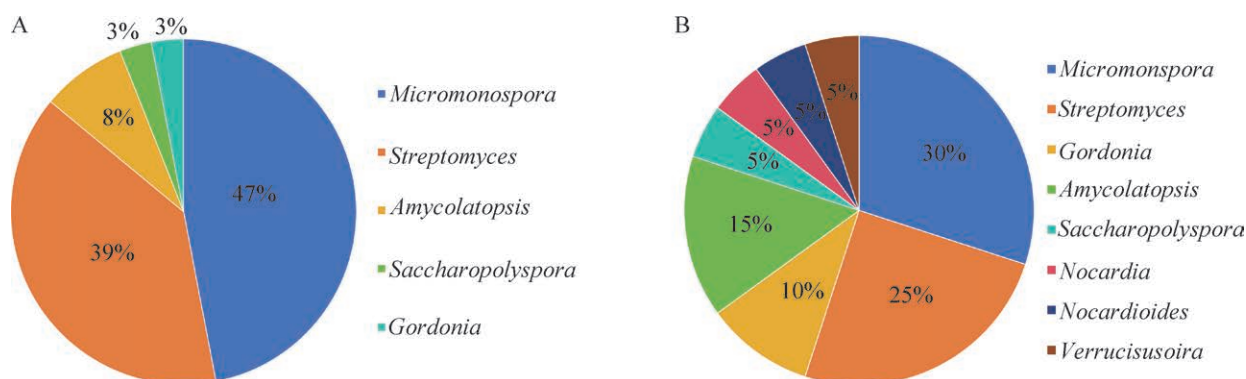 A
3%
3%
8%
39%
47%
Micromonospora
Streptomyces
Amycolatopsis
Saccharopolyspora
Gordonia
B
5%
5%
5%
5%
15%
10%
25%
30%
Micromonspora
Streptomyces
Gordonia
Amycolatopsis
Saccharopolyspora
Nocardia
Nocardioides
Verrucisusoira